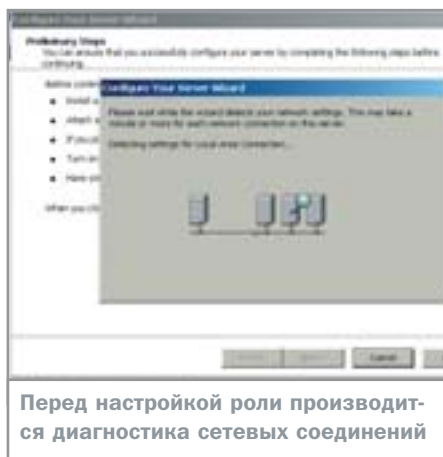 Configure Your Server Wizard
Preliminary Steps
You can ensure that you successfully configure your server by completing the following steps before
continuing.
Configure Your Server Wizard
Please wait while the wizard detects your network settings. This may take a
minute or more for each network connection on this server.
Detecting settings for Local Area Connection...
When you
Cancel
Перед настройкой роли производит-
ся диагностика сетевых соединений